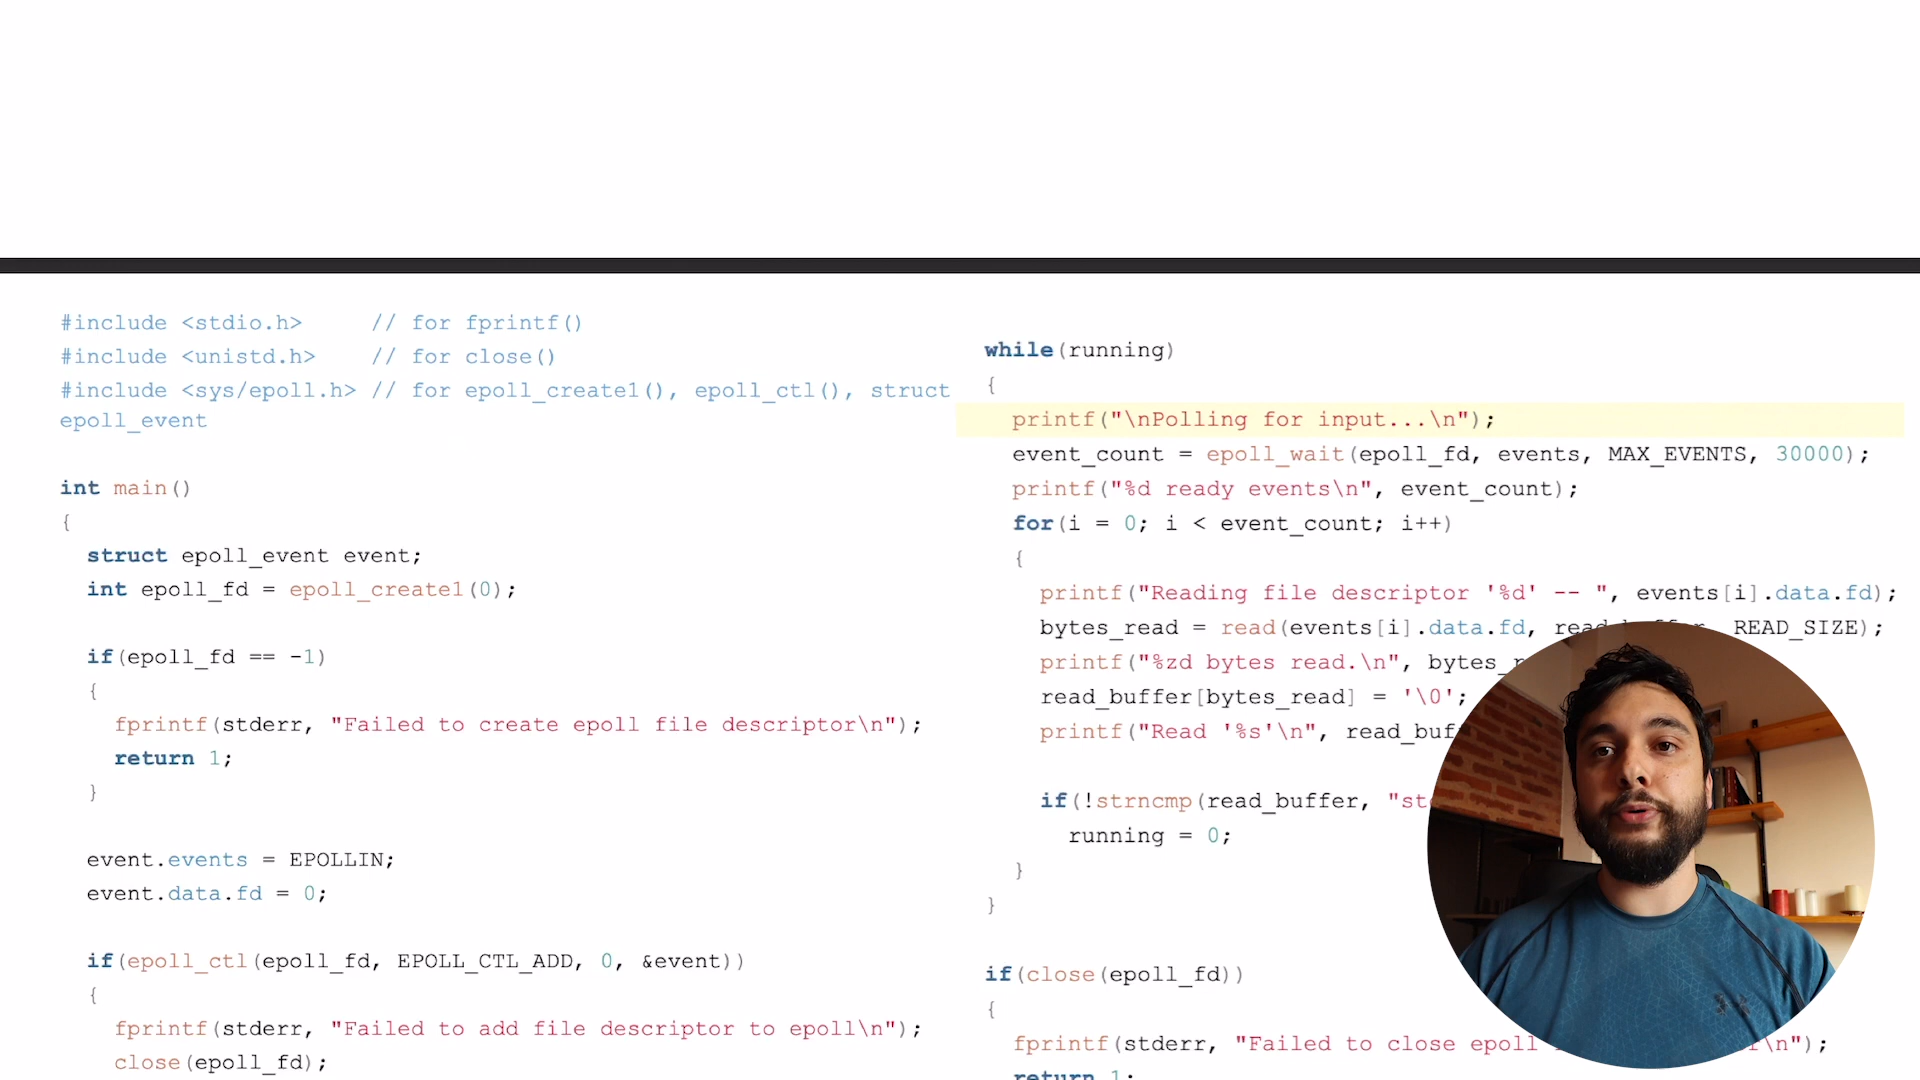 #include <stdio.h>     // for fprintf()
#include <unistd.h>    // for close()
#include <sys/epoll.h> // for epoll_create1(), epoll_ctl(), struct
epoll_event
int main()
{
  struct epoll_event event;
  int epoll_fd = epoll_create1(0);
  if(epoll_fd == -1)
  {
    fprintf(stderr, "Failed to create epoll file descriptor\n");
    return 1;
  }
  event.events = EPOLLIN;
  event.data.fd = 0;
  if(epoll_ctl(epoll_fd, EPOLL_CTL_ADD, 0, &event))
  {
    fprintf(stderr, "Failed to add file descriptor to epoll\n");
    close(epoll_fd);
while(running)
{
  printf("\nPolling for input...\n");
  event_count = epoll_wait(epoll_fd, events, MAX_EVENTS, 30000);
  printf("%d ready events\n", event_count);
  for(i = 0; i < event_count; i++)
  {
    printf("Reading file descriptor '%d' -- ", events[i].data.fd);
    bytes_read = read(events[i].data.fd, READ_SIZE);
    printf("%zd bytes read.\n",
    read_buffer[bytes_read] = '\0';
    printf("Read '%s'\n",
    if(!strncmp(read_buffer,
      running = 0;
  }
}
if(close(epoll_fd))
{
  fprintf(stderr, "Failed to close epoll \n");
  return 1;